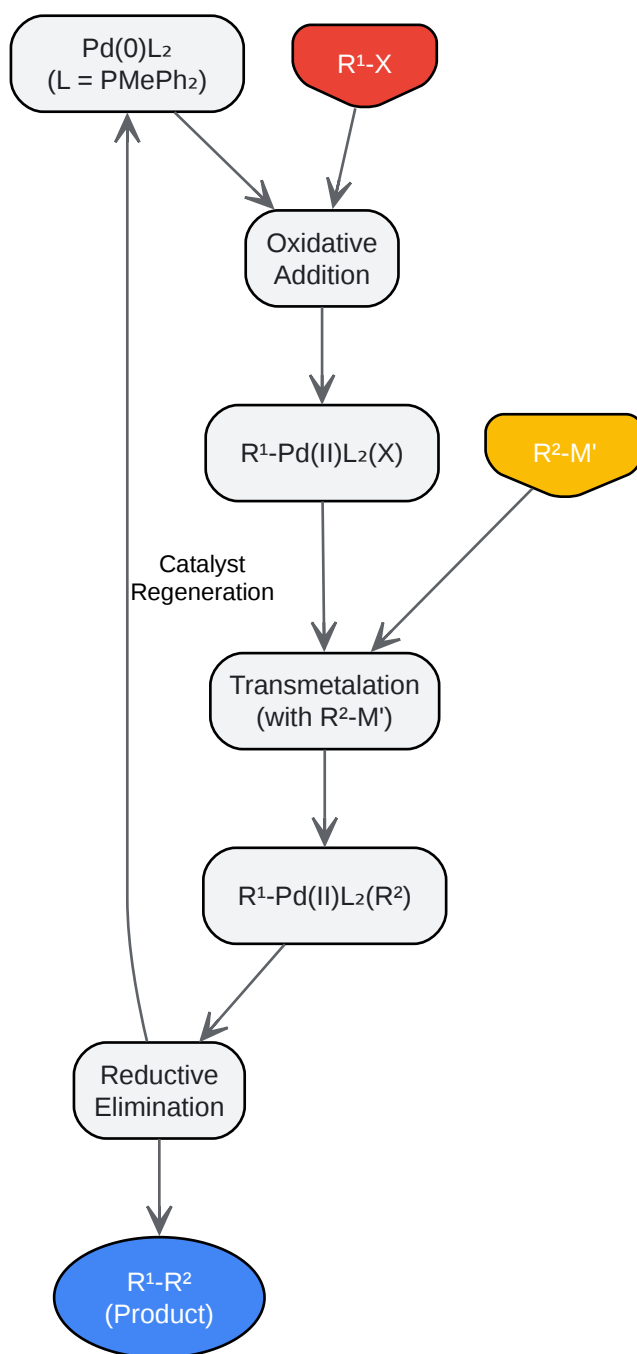 Pd(0)L₂
(L = PMePh₂)
R¹-X
Oxidative
Addition
R¹-Pd(II)L₂(X)
R²-M'
Catalyst
Regeneration
Transmetalation
(with R²-M')
R¹-Pd(II)L₂(R²)
Reductive
Elimination
R¹-R²
(Product)